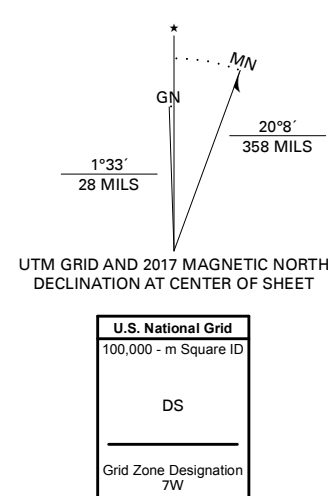 ★
MN
GN
20°8´
358 MILS
1°33´
28 MILS
UTM GRID AND 2017 MAGNETIC NORTH
DECLINATION AT CENTER OF SHEET
U.S. National Grid
100,000 - m Square ID
DS
Grid Zone Designation
7W